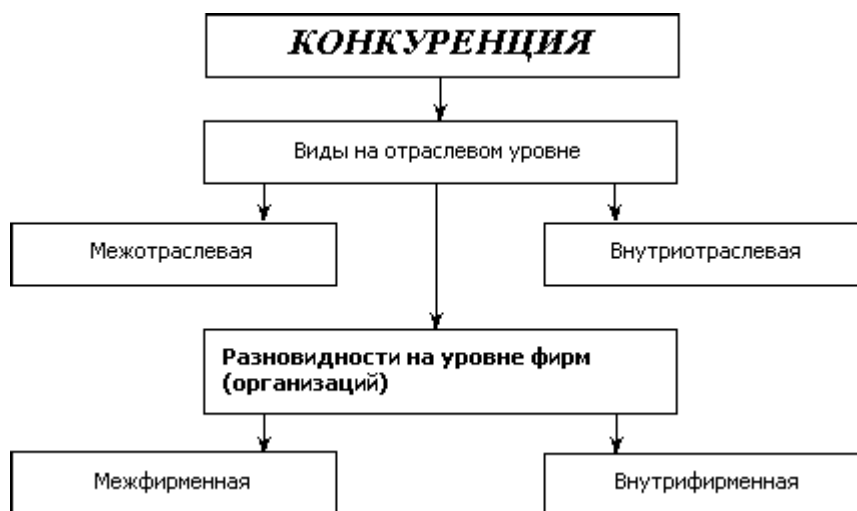 КОНКУРЕНЦИЯ
Виды на отраслевом уровне
Межотраслевая
Внутриотраслевая
Разновидности на уровне фирм
(организаций)
Межфирменная
Внутрифирменная